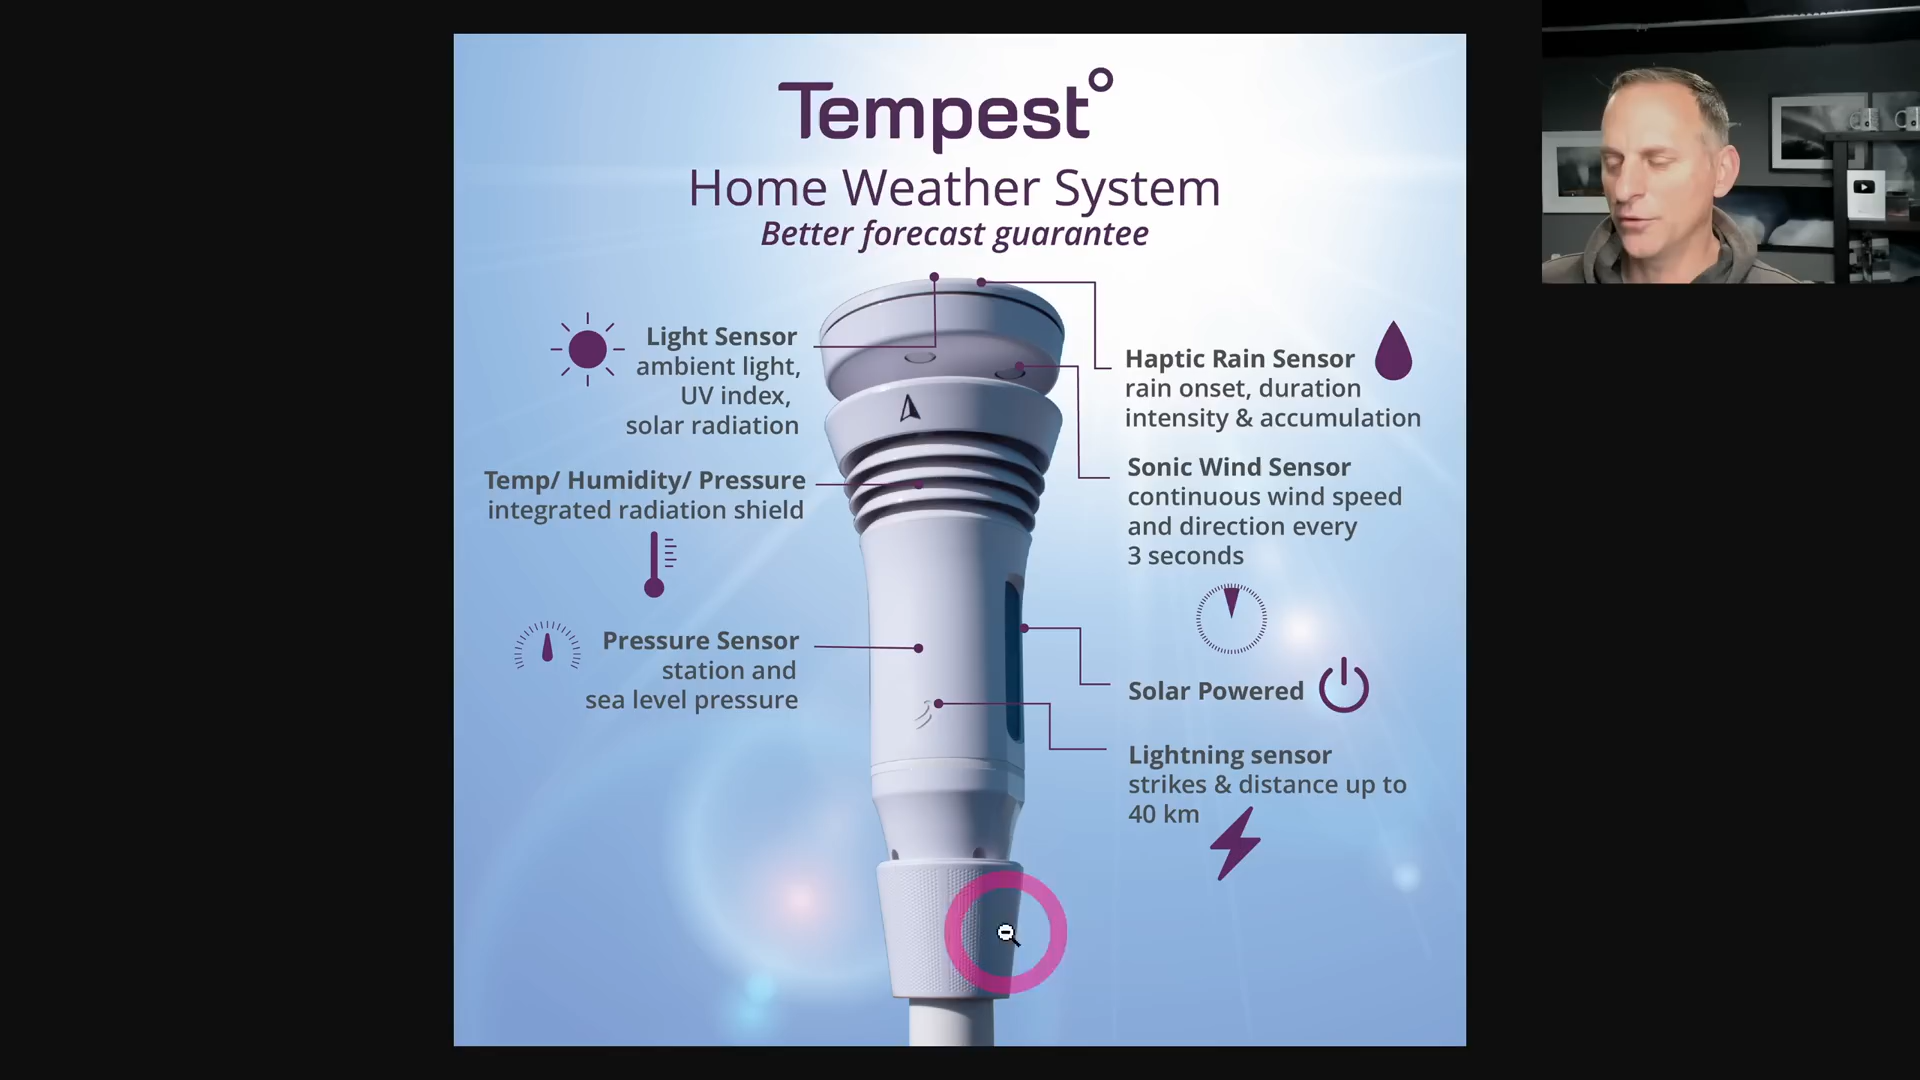 Tempest°
Home Weather System
Better forecast guarantee
Light Sensor
ambient light,
UV index,
solar radiation
Temp/ Humidity/ Pressure
integrated radiation shield
Pressure Sensor
station and
sea level pressure
Haptic Rain Sensor
rain onset, duration
intensity & accumulation
Sonic Wind Sensor
continuous wind speed
and direction every
3 seconds
Solar Powered
Lightning sensor
strikes & distance up to
40 km